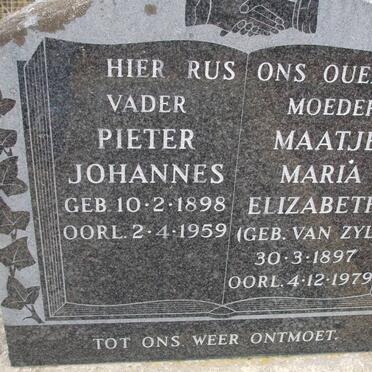 HIER RUS ONS OUE
VADER
PIETER
JOHANNES
GEB. 10·2·1898
OORL. 2·4·1959
MOEDER
MAATJE
MARIA
ELIZABETH
(GEB. VAN ZYL
30·3·1897
OORL. 4·12·1979
TOT ONS WEER ONTMOET.